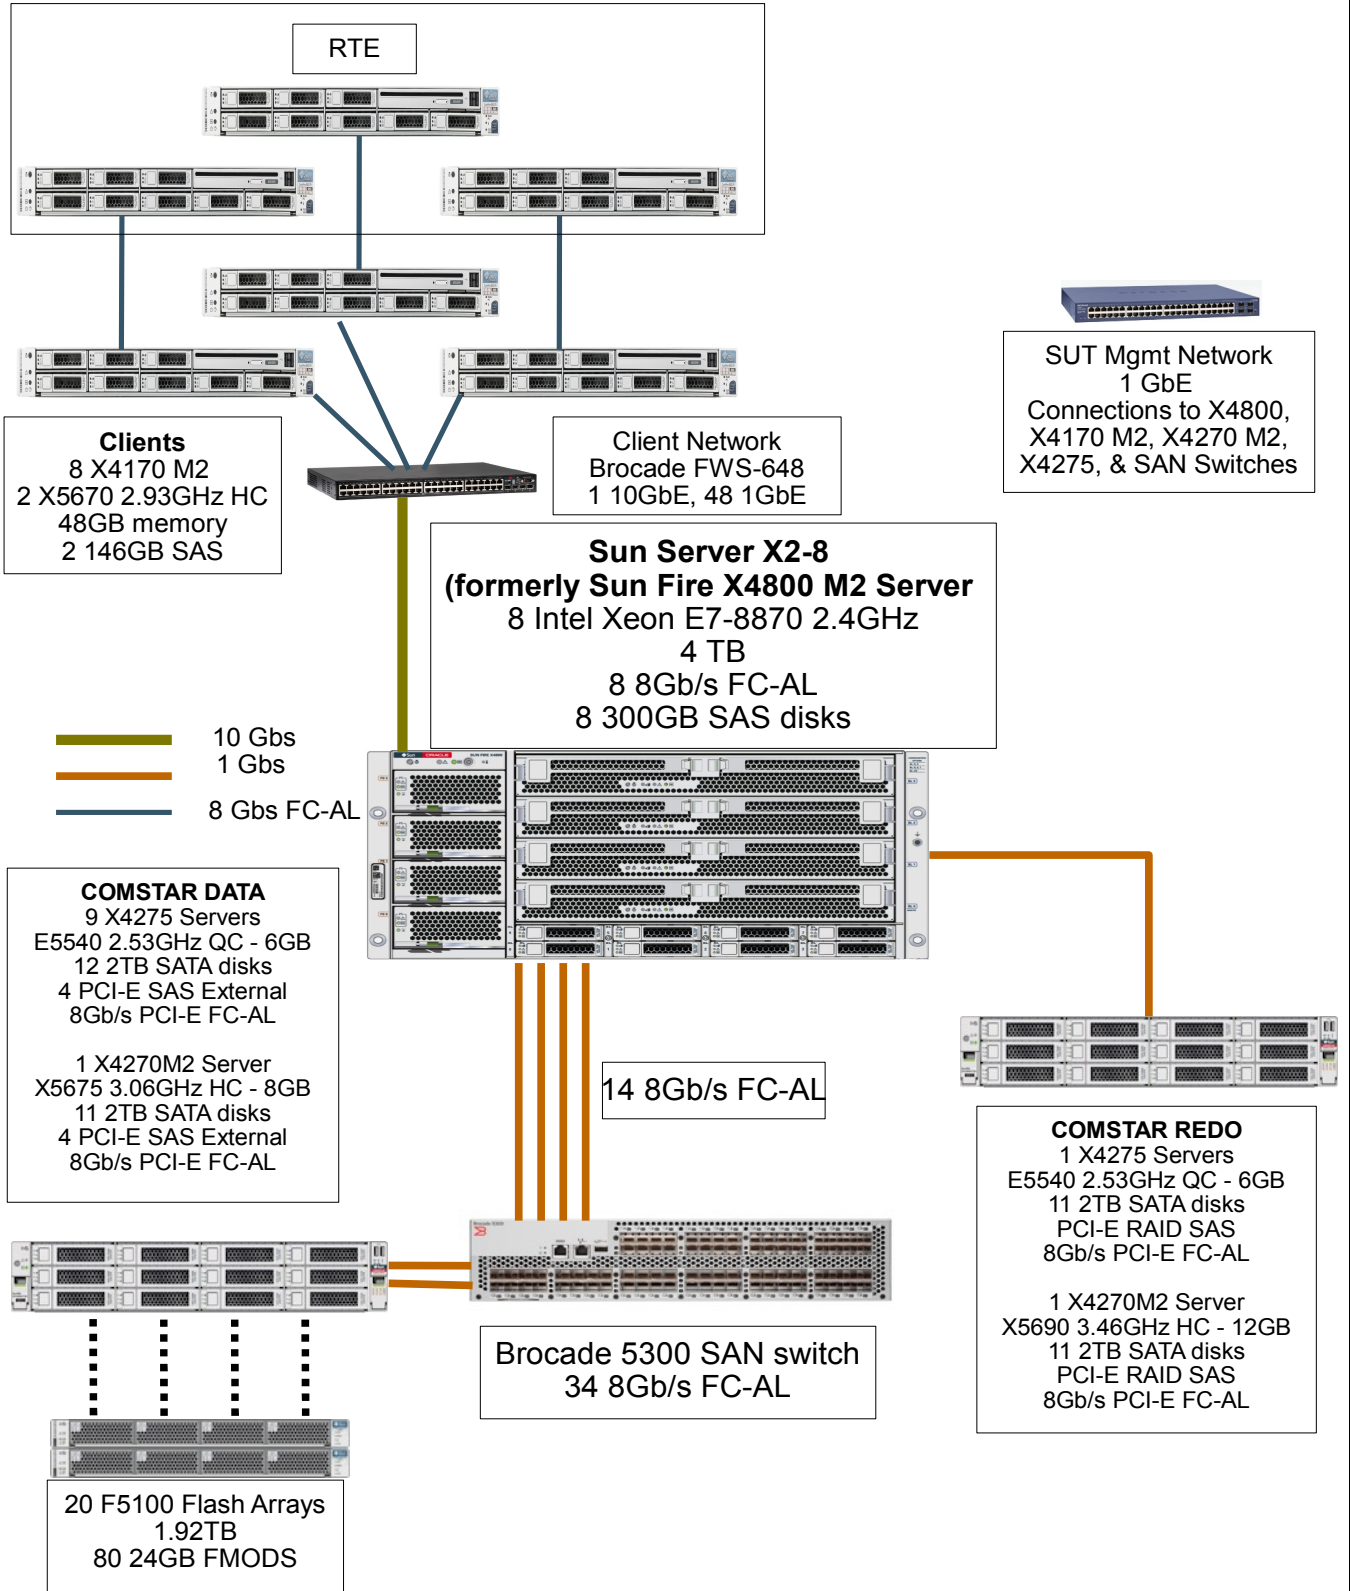 RTE
SUT Mgmt Network
1 GbE
Connections to X4800,
X4170 M2, X4270 M2,
X4275, & SAN Switches
Clients
8 X4170 M2
2 X5670 2.93GHz HC
48GB memory
2 146GB SAS
Client Network
Brocade FWS-648
1 10GbE, 48 1GbE
Sun Server X2-8
(formerly Sun Fire X4800 M2 Server
8 Intel Xeon E7-8870 2.4GHz
4 TB
8 8Gb/s FC-AL
8 300GB SAS disks
10 Gbs
1 Gbs
8 Gbs FC-AL
COMSTAR DATA
9 X4275 Servers
E5540 2.53GHz QC - 6GB
12 2TB SATA disks
4 PCI-E SAS External
8Gb/s PCI-E FC-AL
1 X4270M2 Server
X5675 3.06GHz HC - 8GB
11 2TB SATA disks
4 PCI-E SAS External
8Gb/s PCI-E FC-AL
14 8Gb/s FC-AL
COMSTAR REDO
1 X4275 Servers
E5540 2.53GHz QC - 6GB
11 2TB SATA disks
PCI-E RAID SAS
8Gb/s PCI-E FC-AL
1 X4270M2 Server
X5690 3.46GHz HC - 12GB
11 2TB SATA disks
PCI-E RAID SAS
8Gb/s PCI-E FC-AL
Brocade 5300
Brocade 5300 SAN switch
34 8Gb/s FC-AL
20 F5100 Flash Arrays
1.92TB
80 24GB FMODS